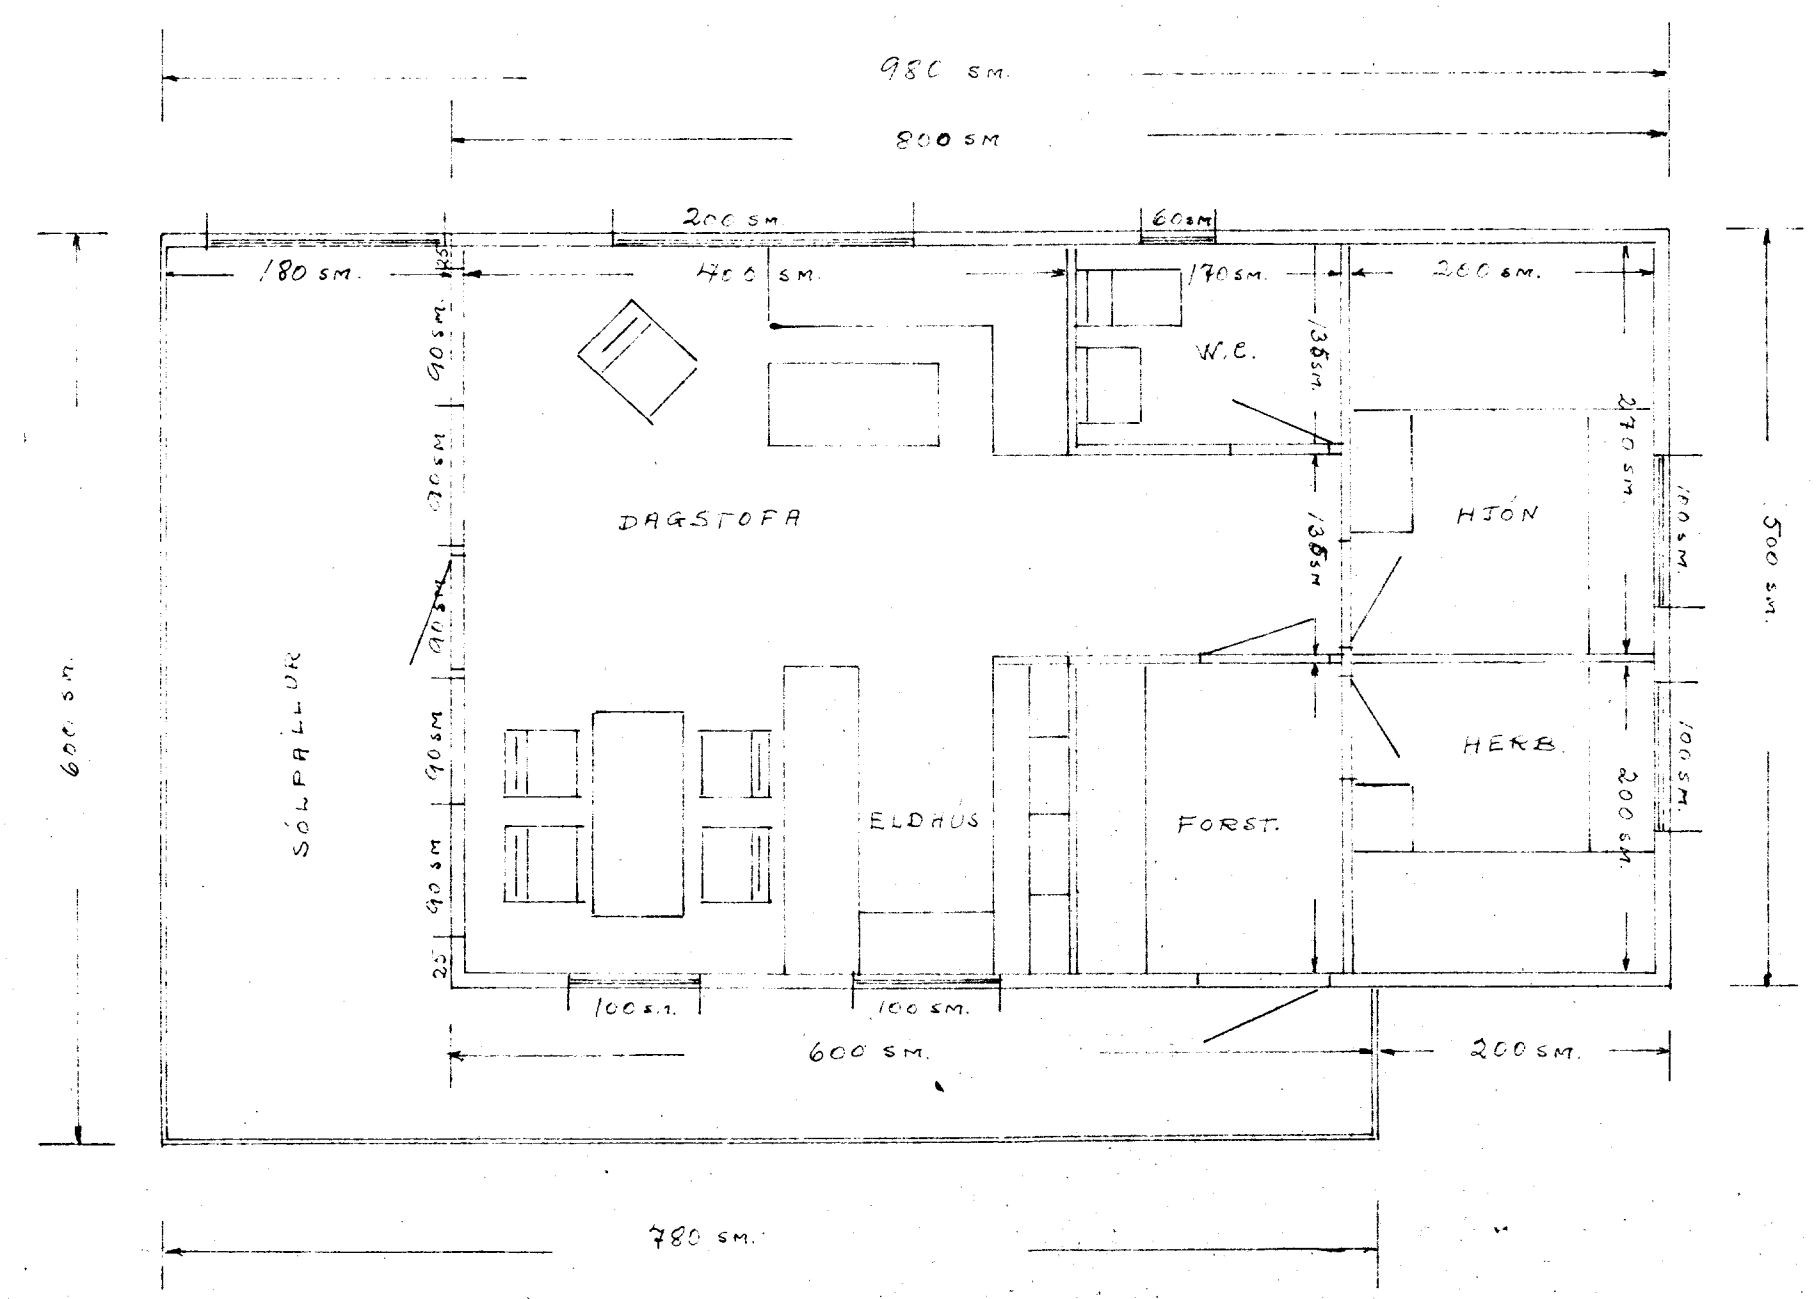 980 SM.
800 SM
200 SM
60 SM
180 SM.
25
400 SM.
170 SM.
200 SM.
90 SM.
135 SM.
W.C.
270 SM.
90 SM
DAGSTOFA
135 SM
HJÓN
100 SM.
500 SM.
90 SM
600 SM.
SÓLPALLUR
90 SM
ELDHÚS
FORST.
HERB.
200 SM.
100 SM.
90 SM
25
100 SM.
100 SM.
600 SM.
200 SM.
780 SM.